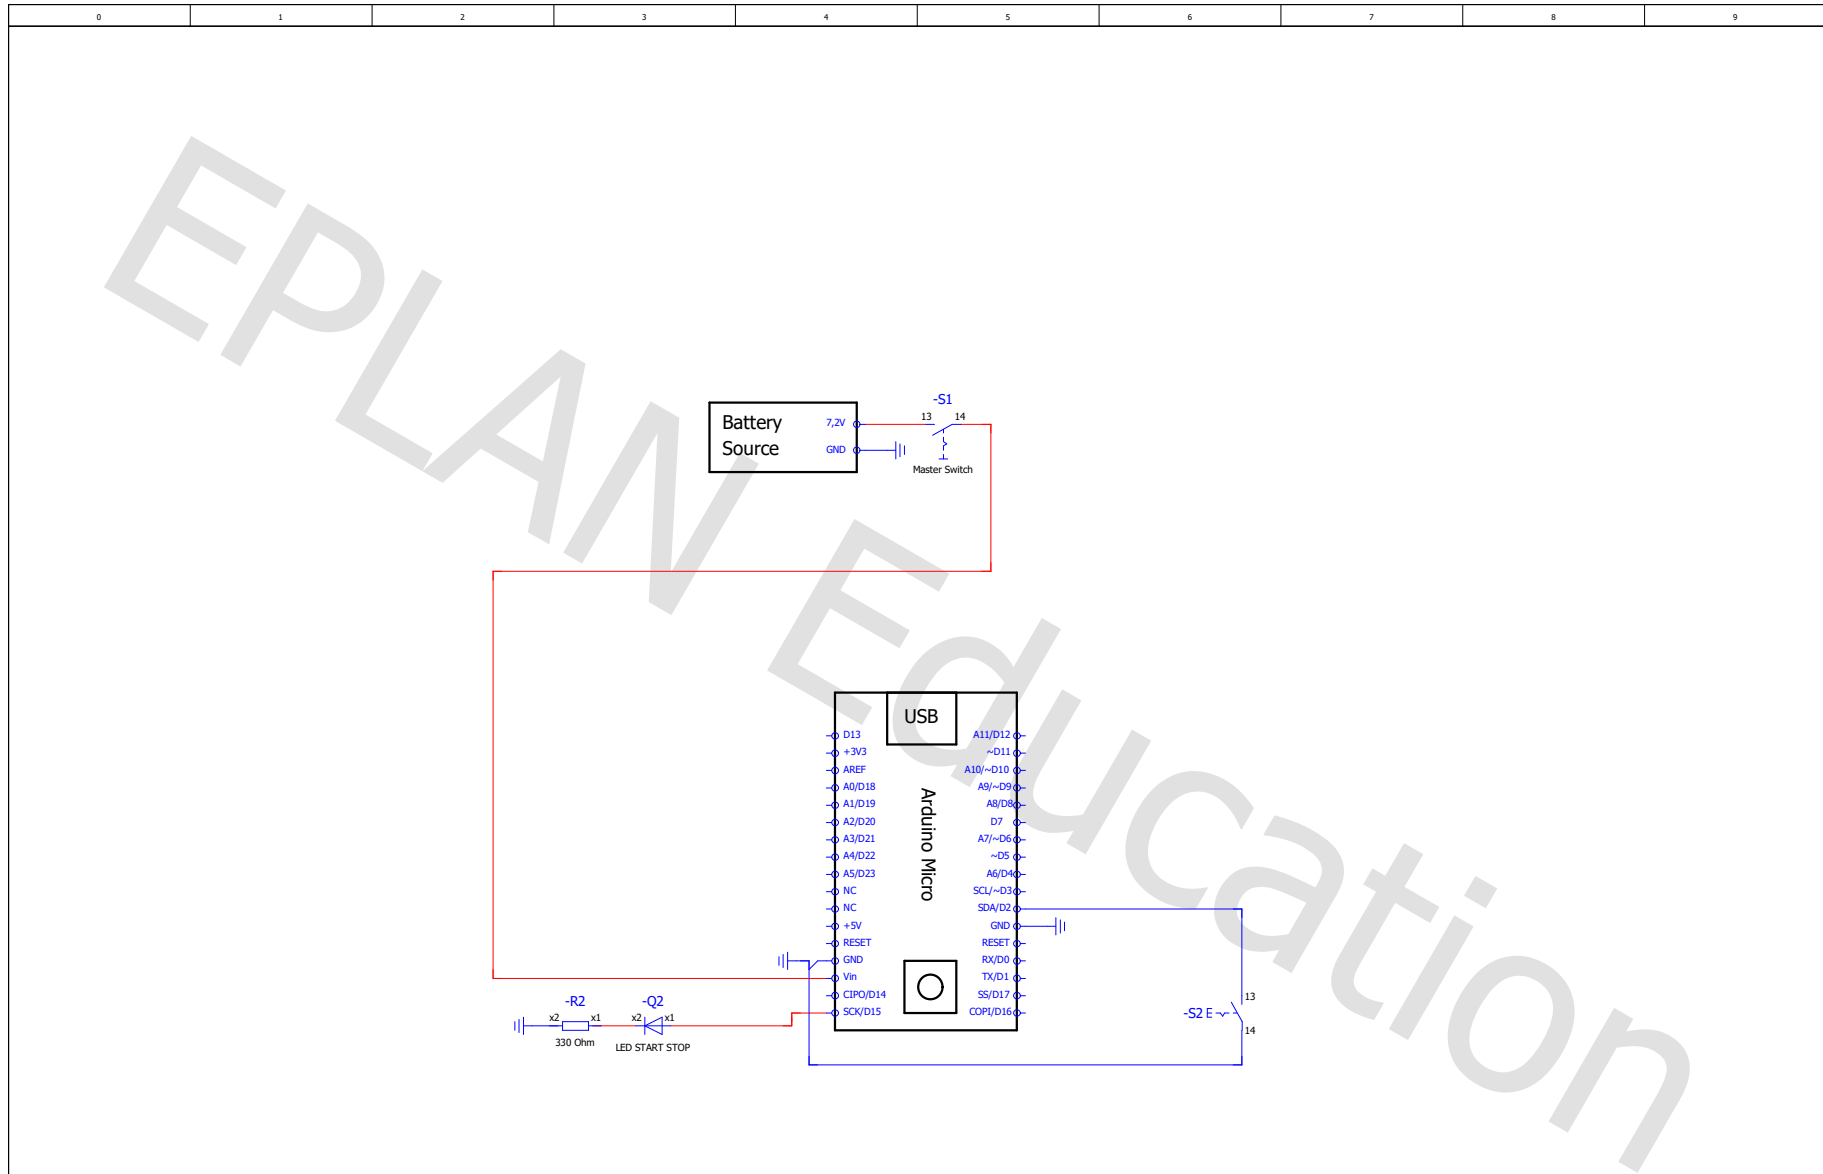 0 1 2 3 4 5 6 7 8 9
EPLAN Education
-S1
Battery Source
7,2V
13 14
GND
Master Switch
USB
Arduino Micro
D13
+3V3
AREF
A0/D18
A1/D19
A2/D20
A3/D21
A4/D22
A5/D23
NC
NC
+5V
RESET
GND
Vin
CIPO/D14
SCK/D15
A11/D12
~D11
A10/~D10
A9/~D9
A8/D8
D7
A7/~D6
~D5
A6/D4
SCL/~D3
SDA/D2
GND
RESET
RX/D0
TX/D1
SS/D17
COPI/D16
-R2
x2 x1
330 Ohm
-Q2
x2 x1
LED START STOP
13
-S2 E
14